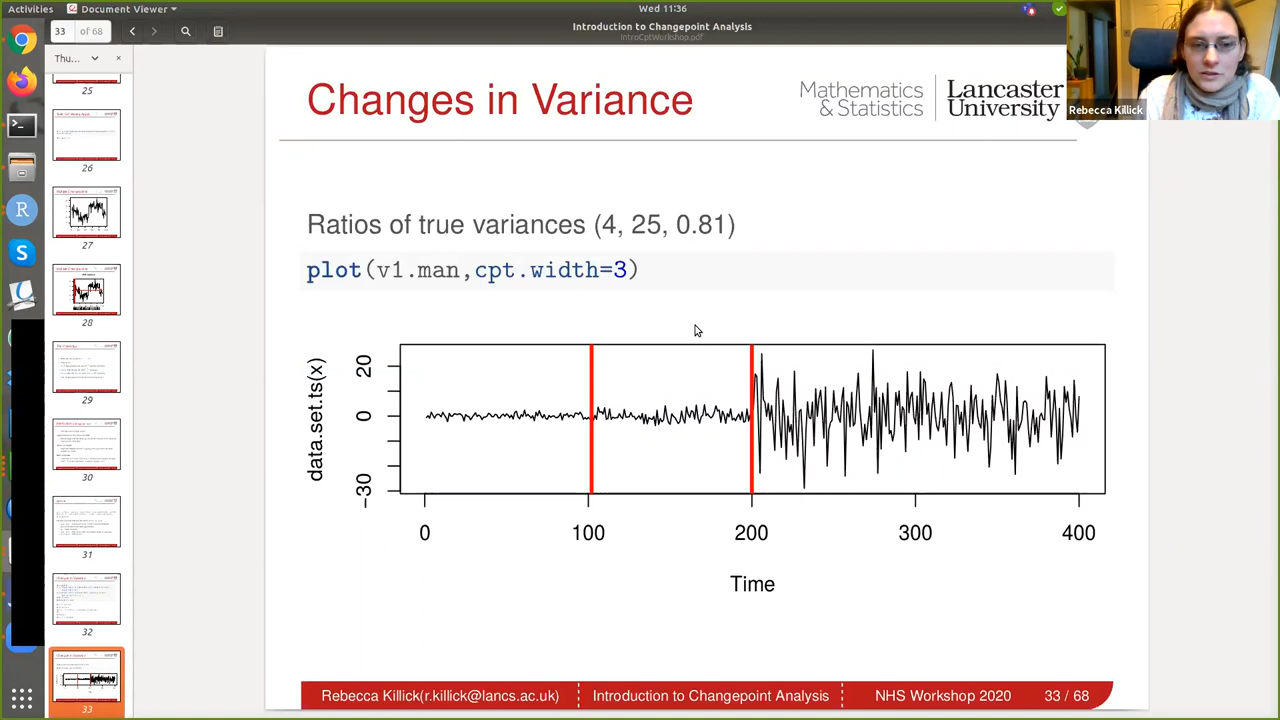 Activities
Document Viewer
Wed 11:36
33 of 68
Introduction to Changepoint Analysis
IntroCptWorkshop.pdf
Thu...
25
26
27
28
29
30
31
32
33
R
S
Changes in Variance
Mathematics
& Statistics
Lancaster
University
Rebecca Killick
Ratios of true variances (4, 25, 0.81)
plot(v1.man,cpt.width=3)
data.set.ts(x)
20
0
−30
0 100 200 300 400
Time
Rebecca Killick(r.killick@lancs.ac.uk)
Introduction to Changepoint Analysis
NHS Workshop 2020
33 / 68